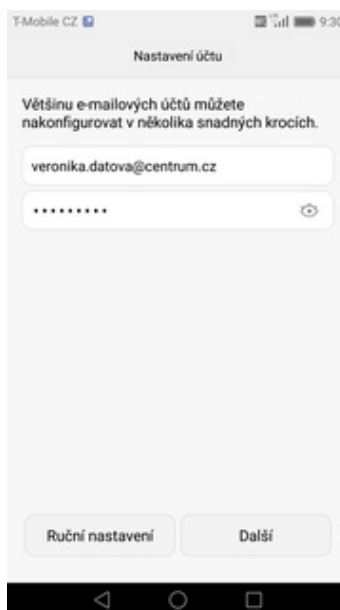 T-Mobile CZ 9:30
Nastavení účtu
Většinu e-mailových účtů můžete
nakonfigurovat v několika snadných krocích.
veronika.datova@centrum.cz
•••••••••
Ruční nastavení Další